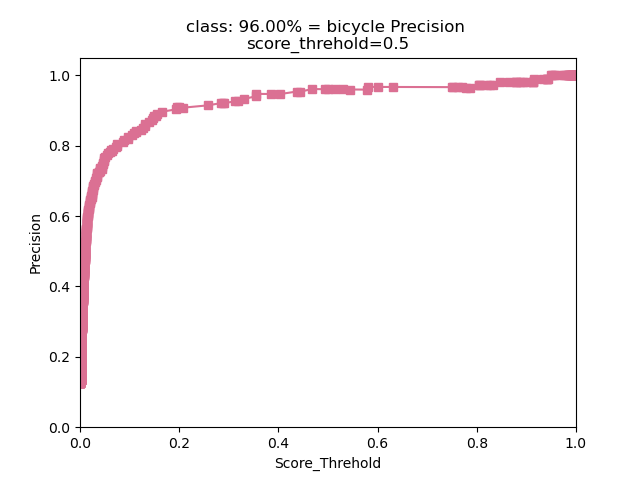 class: 96.00% = bicycle Precision
score_threhold=0.5
1.0
0.8
0.6
0.4
0.2
0.0
Precision
0.0 0.2 0.4 0.6 0.8 1.0
Score_Threhold